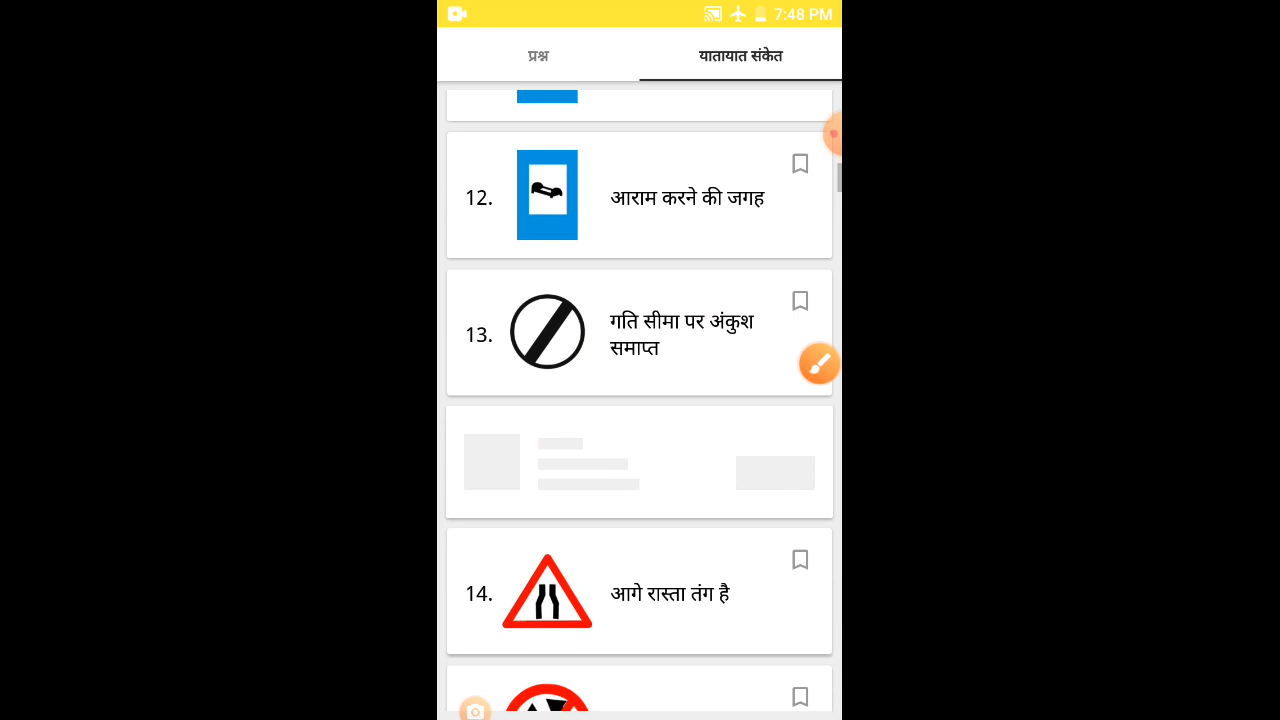 7:48 PM
प्रश्न
यातायात संकेत
12.
आराम करने की जगह
13.
गति सीमा पर अंकुश
समाप्त
14.
आगे रास्ता तंग है